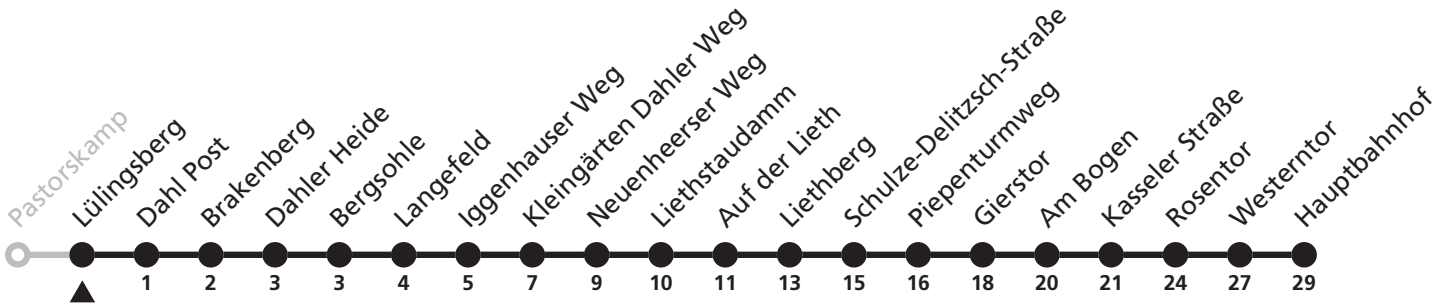 Pastorskamp
Lülingsberg
Dahl Post
Brakenberg
Dahler Heide
Bergsohle
Langefeld
Iggenhauser Weg
Kleingärten Dahler Weg
Neuenheerser Weg
Liethstaudamm
Auf der Lieth
Liethberg
Schulze-Delitzsch-Straße
Piepenturmweg
Gierstor
Am Bogen
Kasseler Straße
Rosentor
Westerntor
Hauptbahnhof
1 2 3 3 4 5 7 9 10 11 13 15 16 18 20 21 24 27 29